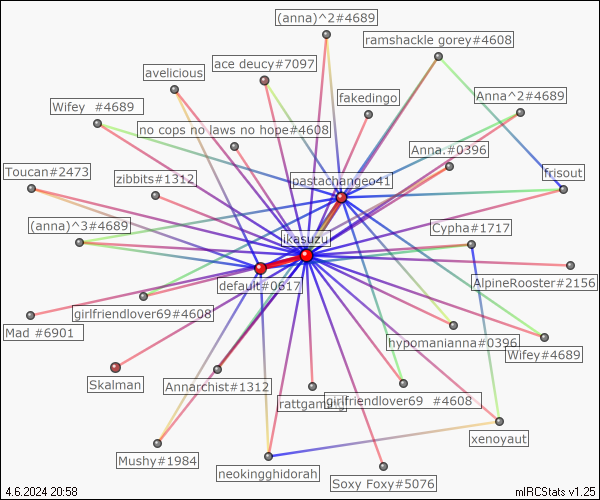 (anna)^2#4689
ramshackle gorey#4608
ace deucy#7097
avelicious
fakedingo
Anna^2#4689
Wifey  #4689
no cops no laws no hope#4608
Anna.#0396
Toucan#2473
zibbits#1312
pastachangeo41
frisout
(anna)^3#4689
ikasuzu
Cypha#1717
default#0617
AlpineRooster#2156
girlfriendlover69#4608
Mad #6901
hypomanianna#0396
Wifey#4689
Skalman
Annarchist#1312
rattgaming
girlfriendlover69  #4608
xenoyaut
Mushy#1984
neokingghidorah
Soxy Foxy#5076
4.6.2024 20:58
mIRCStats v1.25